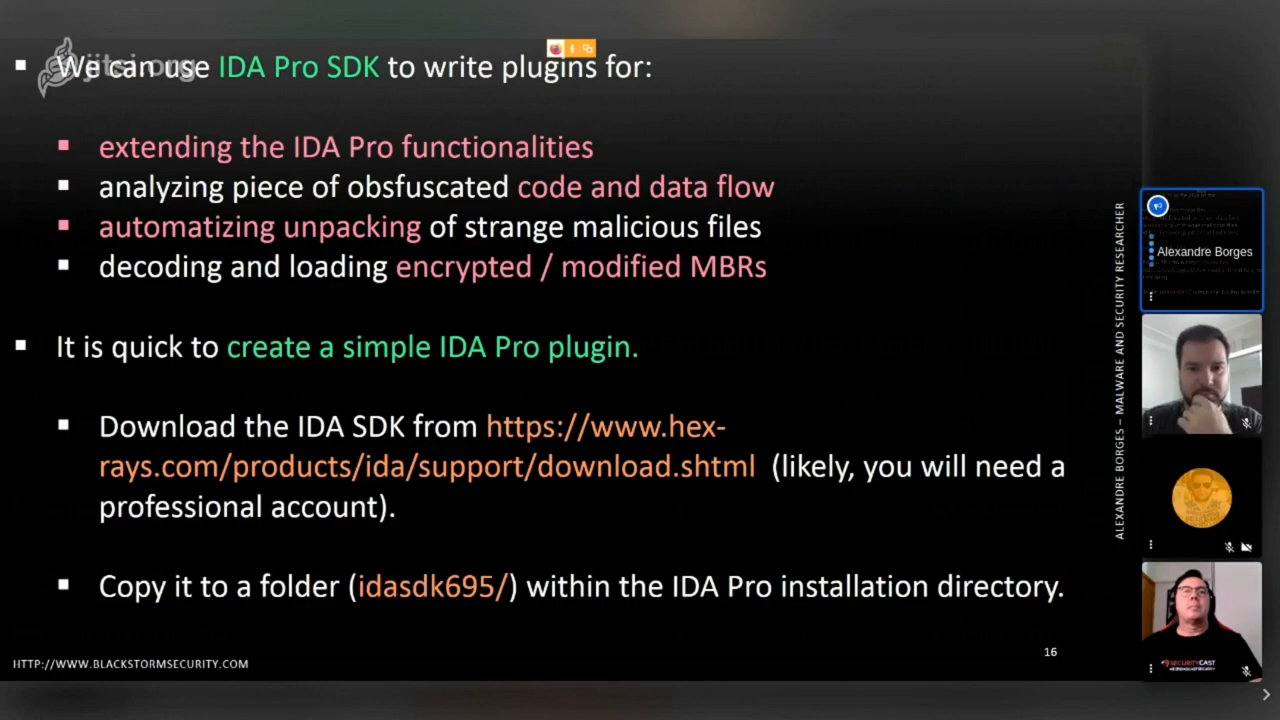 jitsi.org
▪ We can use IDA Pro SDK to write plugins for:
▪ extending the IDA Pro functionalities
▪ analyzing piece of obsfuscated code and data flow
▪ automatizing unpacking of strange malicious files
▪ decoding and loading encrypted / modified MBRs
▪ It is quick to create a simple IDA Pro plugin.
▪ Download the IDA SDK from https://www.hex-
rays.com/products/ida/support/download.shtml (likely, you will need a
professional account).
▪ Copy it to a folder (idasdk695/) within the IDA Pro installation directory.
HTTP://WWW.BLACKSTORMSECURITY.COM
16
ALEXANDRE BORGES – MALWARE AND SECURITY RESEARCHER
Alexandre Borges
SECURITYCAST